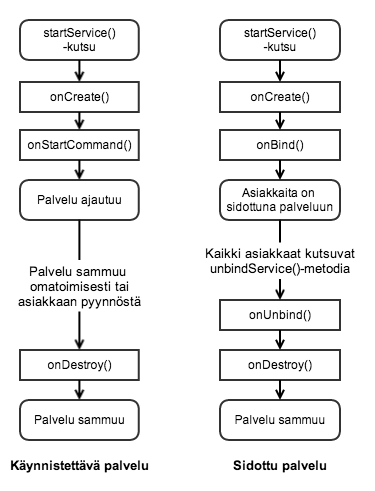 startService()
-kutsu
onCreate()
onStartCommand()
Palvelu ajautuu
Palvelu sammuu
omatoimisesti tai
asiakkaan pyynnöstä
onDestroy()
Palvelu sammuu
Käynnistettävä palvelu
startService()
-kutsu
onCreate()
onBind()
Asiakkaita on
sidottuna palveluun
Kaikki asiakkaat kutsuvat
unbindService()-metodia
onUnbind()
onDestroy()
Palvelu sammuu
Sidottu palvelu